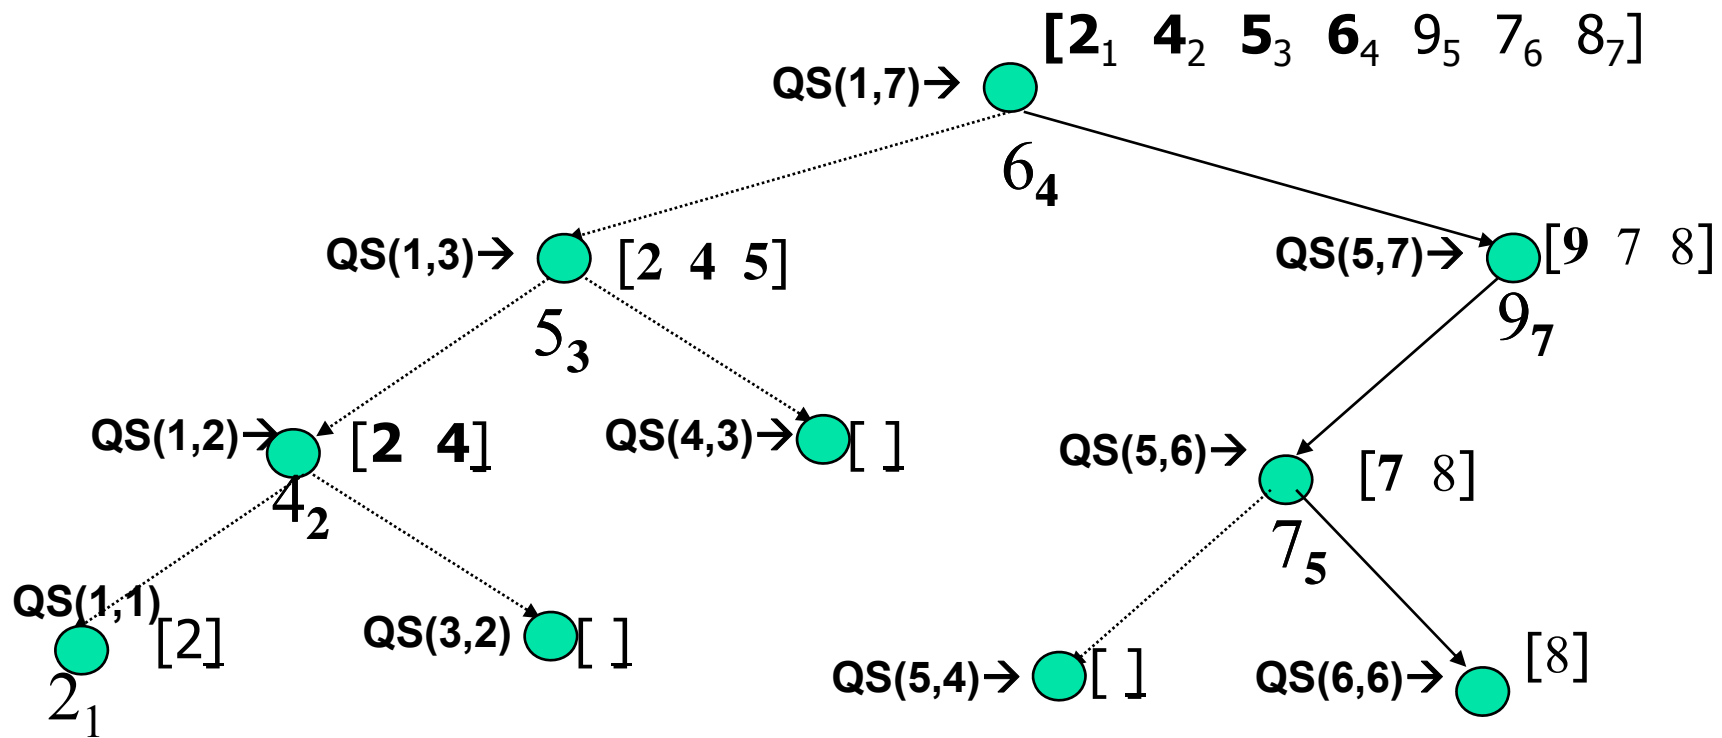 [2₁ 4₂ 5₃ 6₄ 9₅ 7₆ 8₇]
QS(1,7)→
6₄
QS(1,3)→ [2 4 5]
5₃
QS(5,7)→ [9 7 8]
9₇
QS(1,2)→ [2 4]
4₂
QS(4,3)→ [ ]
QS(5,6)→ [7 8]
7₅
QS(1,1) [2]
2₁
QS(3,2) [ ]
QS(5,4)→ [ ]
QS(6,6)→ [8]